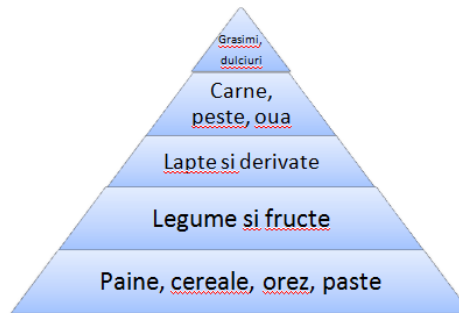 Grasimi,
dulciuri
Carne,
peste, oua
Lapte si derivate
Legume si fructe
Paine, cereale, orez, paste